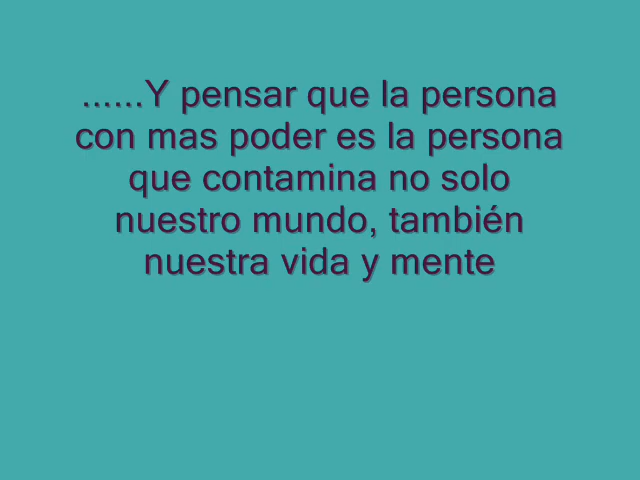 ......Y pensar que la persona
con mas poder es la persona
que contamina no solo
nuestro mundo, también
nuestra vida y mente